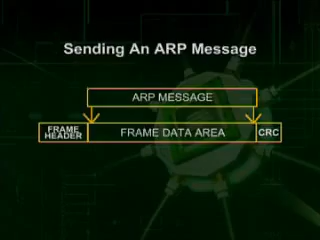 Sending An ARP Message
ARP MESSAGE
FRAME
HEADER
FRAME DATA AREA
CRC